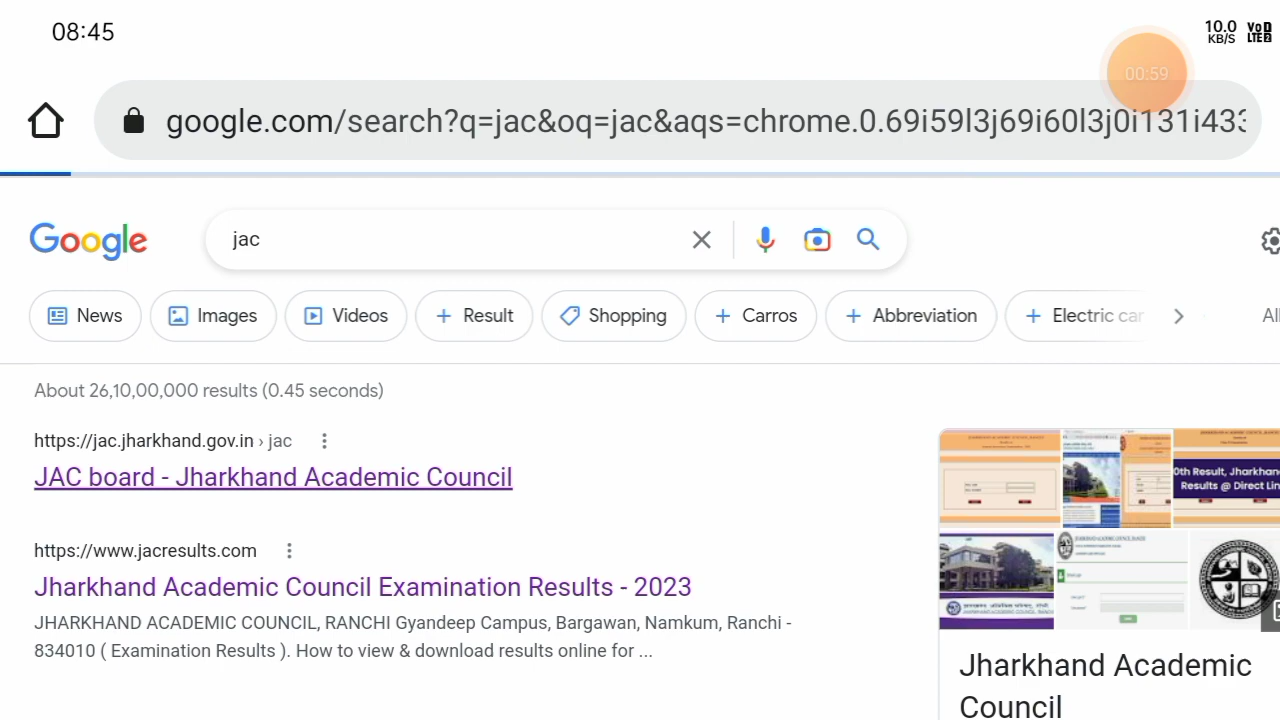 08:45
10.0
KB/S
VoD
LTE2
00:59
google.com/search?q=jac&oq=jac&aqs=chrome.0.69i59l3j69i60l3j0i131i433
Google
jac
News
Images
Videos
+ Result
Shopping
+ Carros
+ Abbreviation
+ Electric car
All
About 26,10,00,000 results (0.45 seconds)
https://jac.jharkhand.gov.in › jac
JAC board - Jharkhand Academic Council
https://www.jacresults.com
Jharkhand Academic Council Examination Results - 2023
JHARKHAND ACADEMIC COUNCIL, RANCHI Gyandeep Campus, Bargawan, Namkum, Ranchi -
834010 ( Examination Results ). How to view & download results online for ...
0th Result, Jharkhan
Results @ Direct Lin
Jharkhand Academic
Council